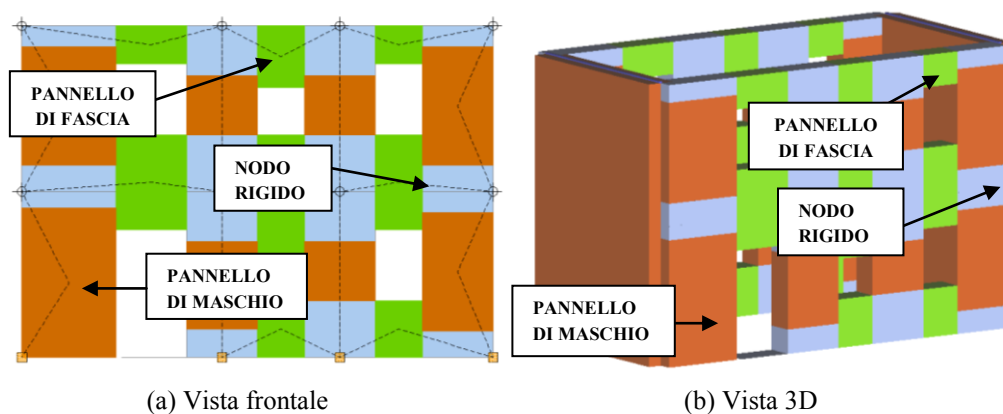 PANNELLO
DI FASCIA
NODO
RIGIDO
PANNELLO
DI MASCHIO
(a) Vista frontale
PANNELLO
DI FASCIA
NODO
RIGIDO
PANNELLO
DI MASCHIO
(b) Vista 3D